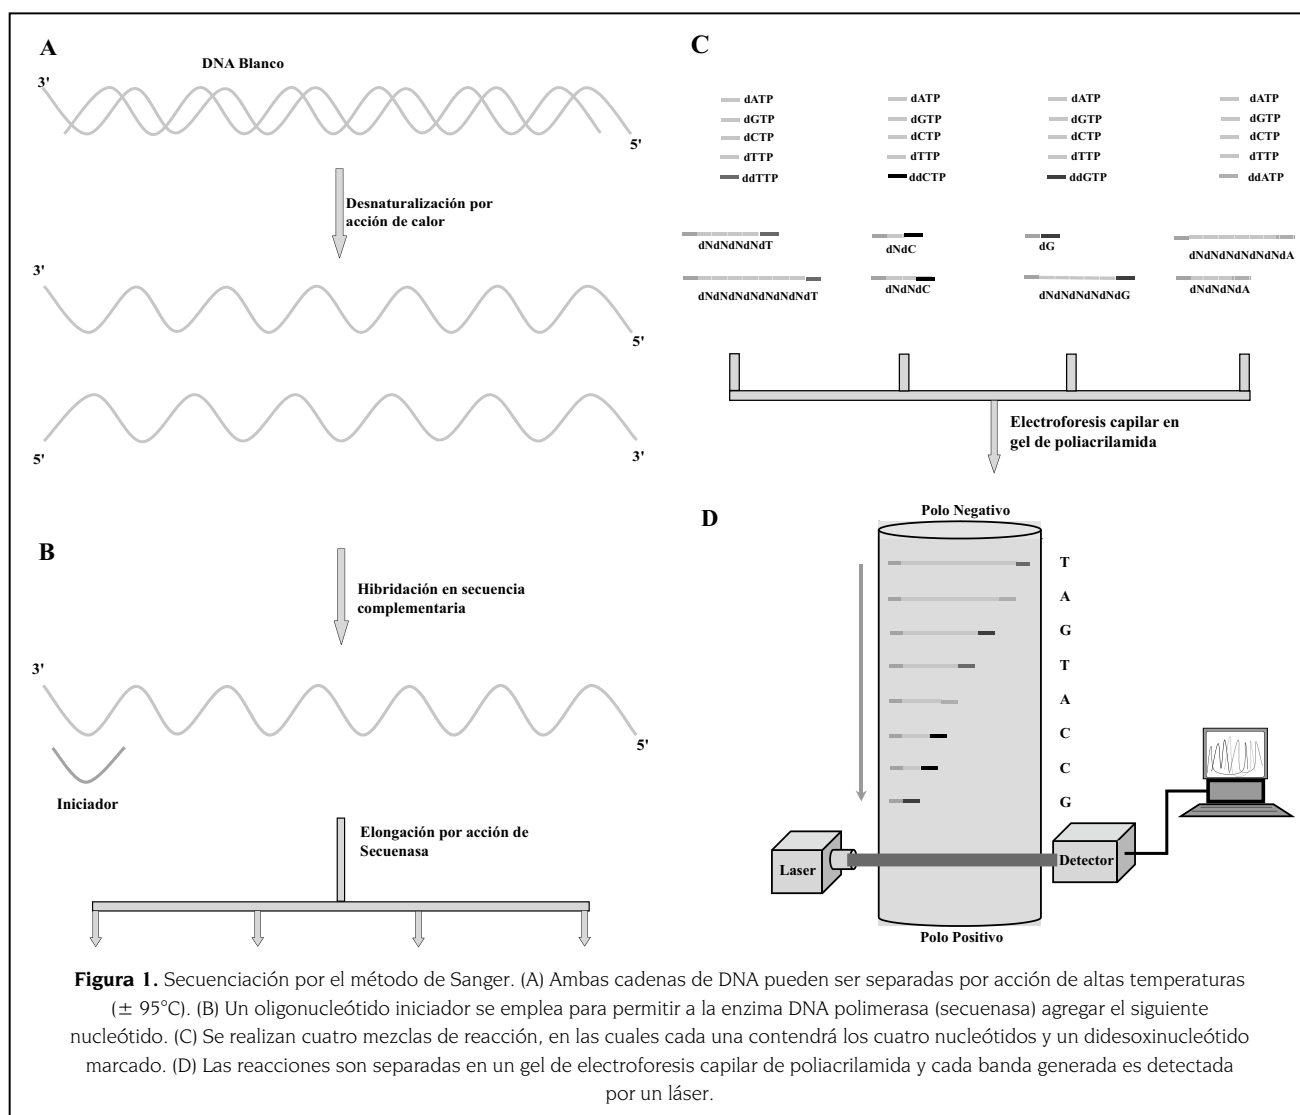 A
DNA Blanco
3'
5'
Desnaturalización por
acción de calor
3'
5'
5'
3'
B
Hibridación en secuencia
complementaria
3'
5'
Iniciador
Elongación por acción de
Secuenasa
C
dATP
dGTP
dCTP
dTTP
ddTTP
dATP
dGTP
dCTP
dTTP
ddCTP
dATP
dGTP
dCTP
dTTP
ddGTP
dATP
dGTP
dCTP
dTTP
ddATP
dNdNdNdNdT
dNdC
dG
dNdNdNdNdNdNdA
dNdNdNdNdNdNdNdT
dNdNdC
dNdNdNdNdNdG
dNdNdNdA
Electroforesis capilar en
gel de poliacrilamida
D
Polo Negativo
T
A
G
T
A
C
C
G
Laser
Detector
Polo Positivo
Figura 1. Secuenciación por el método de Sanger. (A) Ambas cadenas de DNA pueden ser separadas por acción de altas temperaturas
(± 95°C). (B) Un oligonucleótido iniciador se emplea para permitir a la enzima DNA polimerasa (secuenasa) agregar el siguiente
nucleótido. (C) Se realizan cuatro mezclas de reacción, en las cuales cada una contendrá los cuatro nucleótidos y un didesoxinucleótido
marcado. (D) Las reacciones son separadas en un gel de electroforesis capilar de poliacrilamida y cada banda generada es detectada
por un láser.